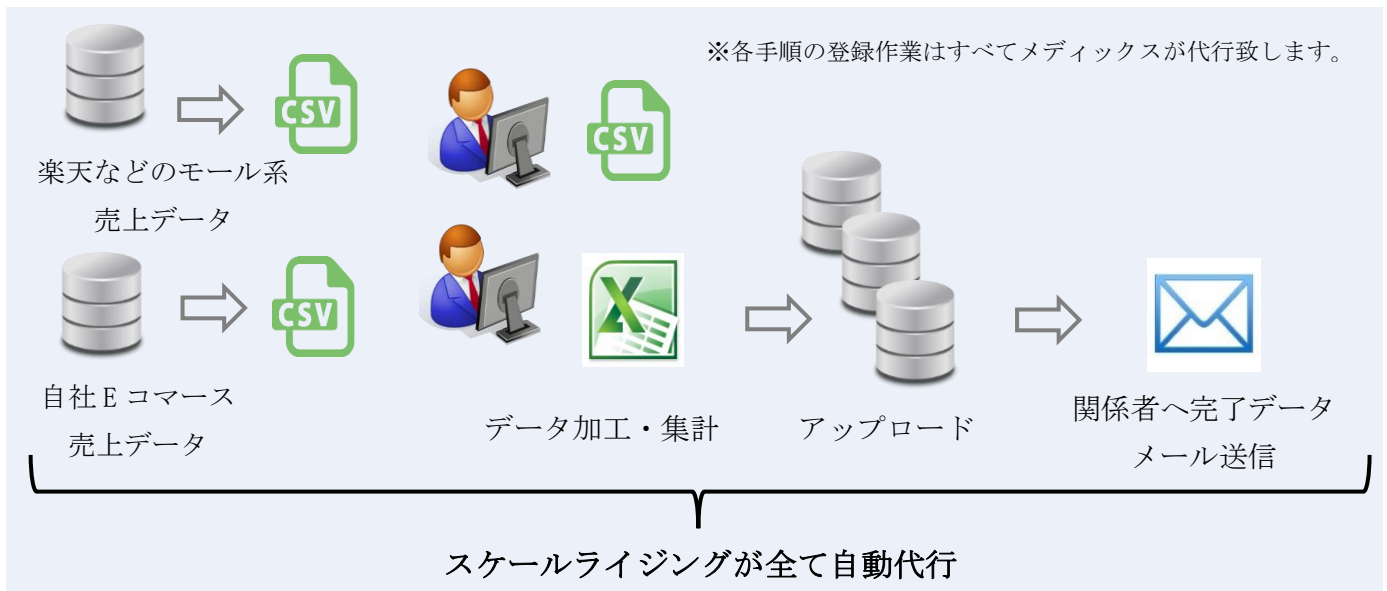 ※各手順の登録作業はすべてメディックスが代行致します。
CSV
CSV
楽天などのモール系
売上データ
CSV
自社Eコマース
売上データ
データ加工・集計
アップロード
関係者へ完了データ
メール送信
スケールライジングが全て自動代行